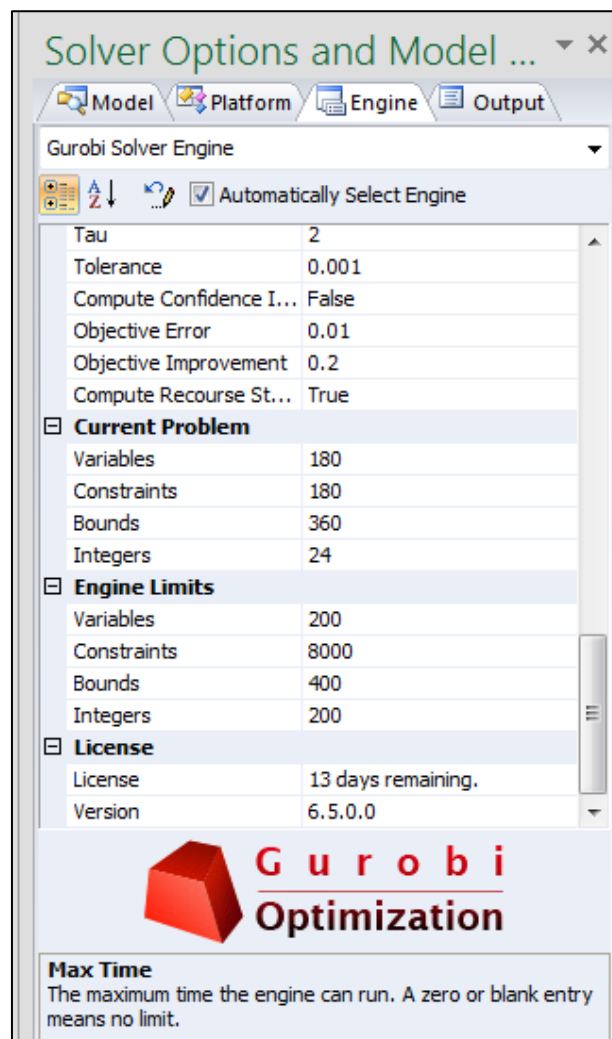 Solver Options and Model ...
Model Platform Engine Output
Gurobi Solver Engine
A Z Automatically Select Engine
Tau 2
Tolerance 0.001
Compute Confidence I... False
Objective Error 0.01
Objective Improvement 0.2
Compute Recourse St... True
Current Problem
Variables 180
Constraints 180
Bounds 360
Integers 24
Engine Limits
Variables 200
Constraints 8000
Bounds 400
Integers 200
License
License 13 days remaining.
Version 6.5.0.0
Gurobi
Optimization
Max Time
The maximum time the engine can run. A zero or blank entry
means no limit.